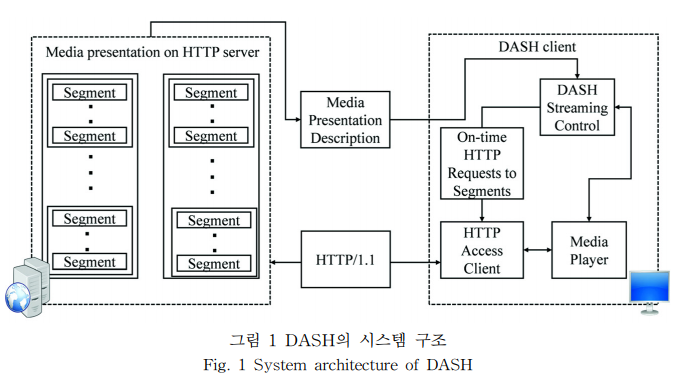 Media presentation on HTTP server
Segment
Segment
Segment
Segment
Segment
Segment
Segment
Segment
Media
Presentation
Description
HTTP/1.1
DASH client
DASH
Streaming
Control
On-time
HTTP
Requests to
Segments
HTTP
Access
Client
Media
Player
그림 1 DASH의 시스템 구조
Fig. 1 System architecture of DASH